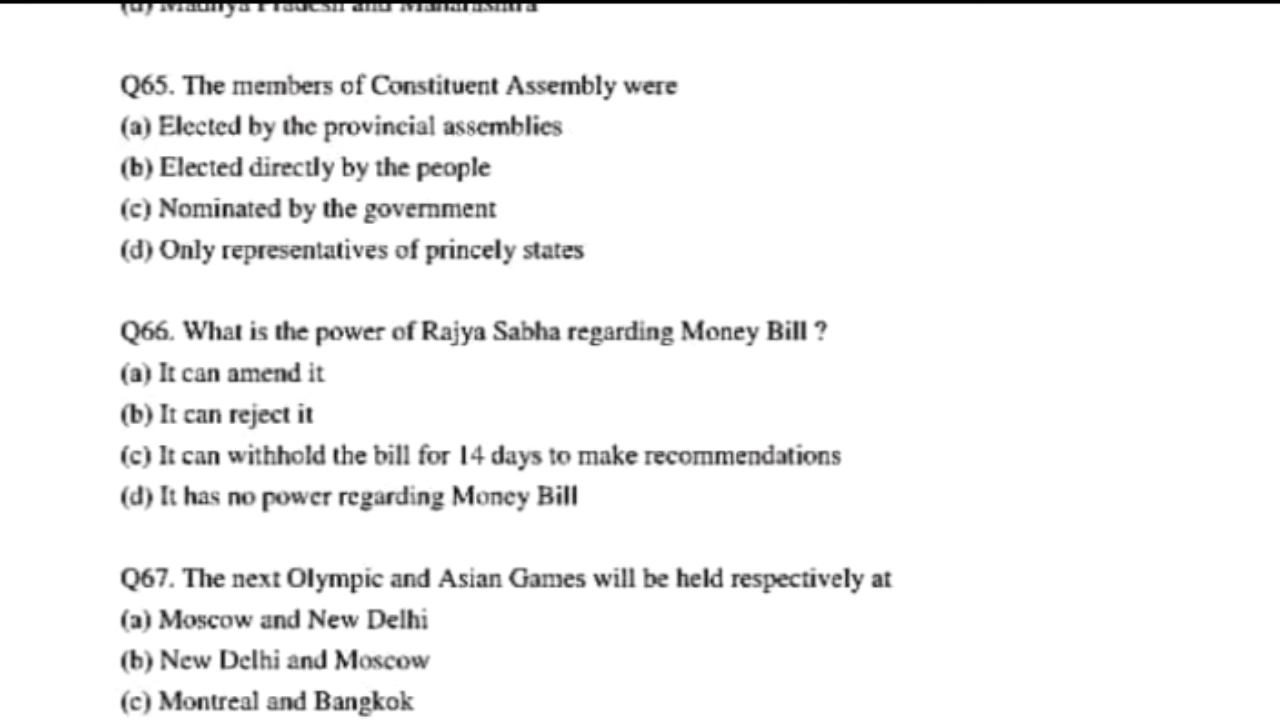 (d) Madhya Pradesh and Maharashtra
Q65. The members of Constituent Assembly were
(a) Elected by the provincial assemblies
(b) Elected directly by the people
(c) Nominated by the government
(d) Only representatives of princely states
Q66. What is the power of Rajya Sabha regarding Money Bill ?
(a) It can amend it
(b) It can reject it
(c) It can withhold the bill for 14 days to make recommendations
(d) It has no power regarding Money Bill
Q67. The next Olympic and Asian Games will be held respectively at
(a) Moscow and New Delhi
(b) New Delhi and Moscow
(c) Montreal and Bangkok